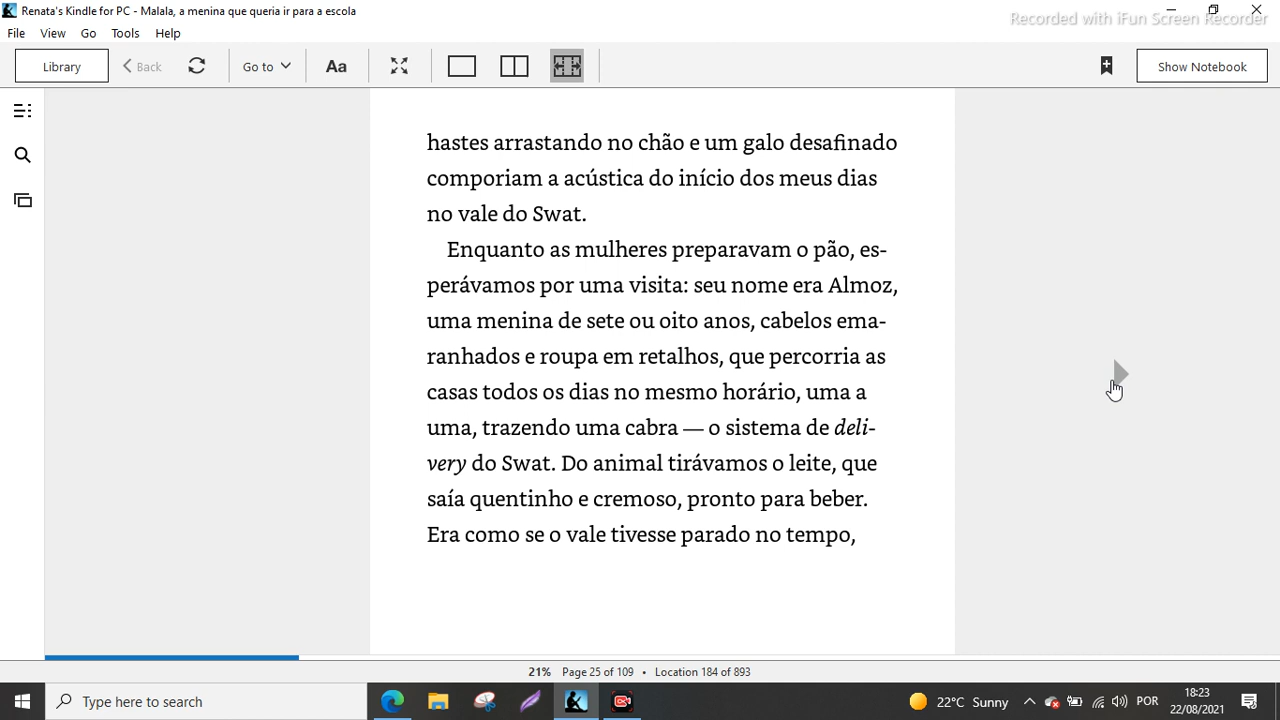 Renata's Kindle for PC - Malala, a menina que queria ir para a escola
Recorded with iFun Screen Recorder
File View Go Tools Help
Library Back Go to Aa Show Notebook
hastes arrastando no chão e um galo desafinado
comporiam a acústica do início dos meus dias
no vale do Swat.
Enquanto as mulheres preparavam o pão, es-
perávamos por uma visita: seu nome era Almoz,
uma menina de sete ou oito anos, cabelos ema-
ranhados e roupa em retalhos, que percorria as
casas todos os dias no mesmo horário, uma a
uma, trazendo uma cabra — o sistema de deli-
very do Swat. Do animal tirávamos o leite, que
saía quentinho e cremoso, pronto para beber.
Era como se o vale tivesse parado no tempo,
21% Page 25 of 109 • Location 184 of 893
Type here to search
22°C Sunny
POR
18:23
22/08/2021